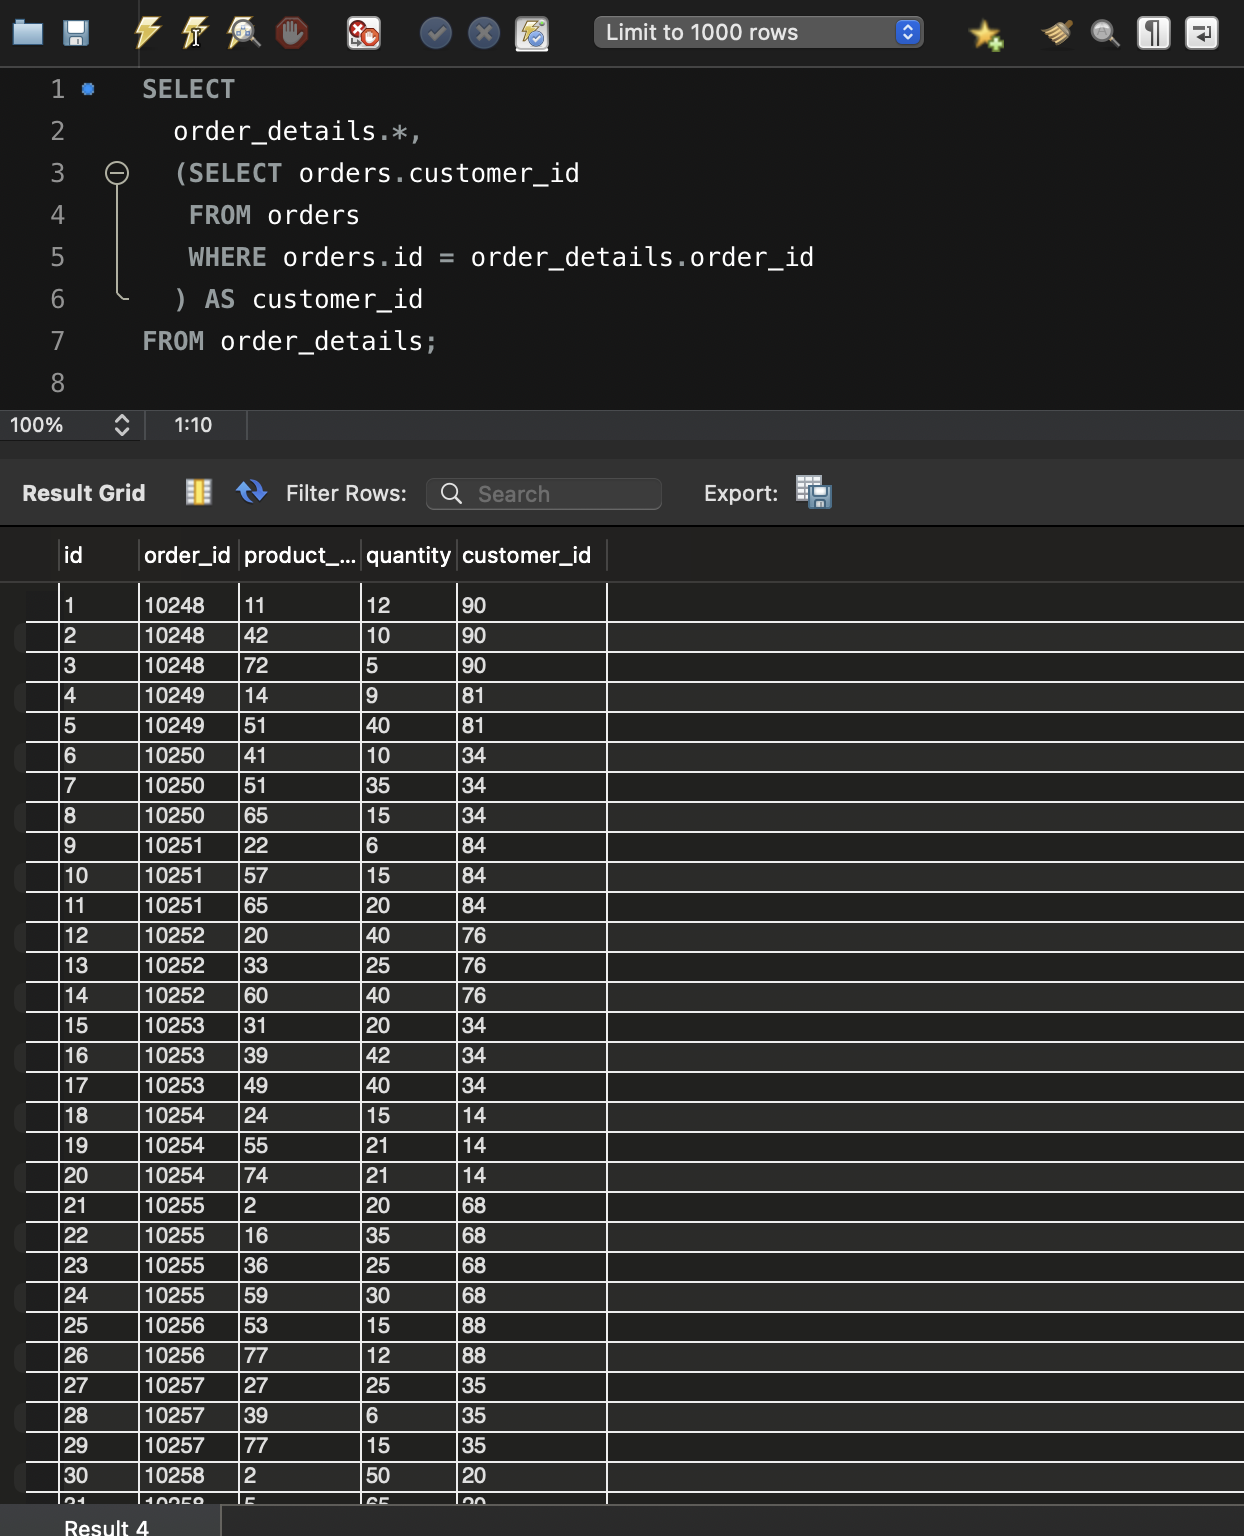 Limit to 1000 rows
1 SELECT
2 order_details.*,
3 (SELECT orders.customer_id
4 FROM orders
5 WHERE orders.id = order_details.order_id
6 ) AS customer_id
7 FROM order_details;
8
100% 1:10
Result Grid Filter Rows: Search Export:
id order_id product_... quantity customer_id
1 10248 11 12 90
2 10248 42 10 90
3 10248 72 5 90
4 10249 14 9 81
5 10249 51 40 81
6 10250 41 10 34
7 10250 51 35 34
8 10250 65 15 34
9 10251 22 6 84
10 10251 57 15 84
11 10251 65 20 84
12 10252 20 40 76
13 10252 33 25 76
14 10252 60 40 76
15 10253 31 20 34
16 10253 39 42 34
17 10253 49 40 34
18 10254 24 15 14
19 10254 55 21 14
20 10254 74 21 14
21 10255 2 20 68
22 10255 16 35 68
23 10255 36 25 68
24 10255 59 30 68
25 10256 53 15 88
26 10256 77 12 88
27 10257 27 25 35
28 10257 39 6 35
29 10257 77 15 35
30 10258 2 50 20
31 10258 5 65 20
Result 4